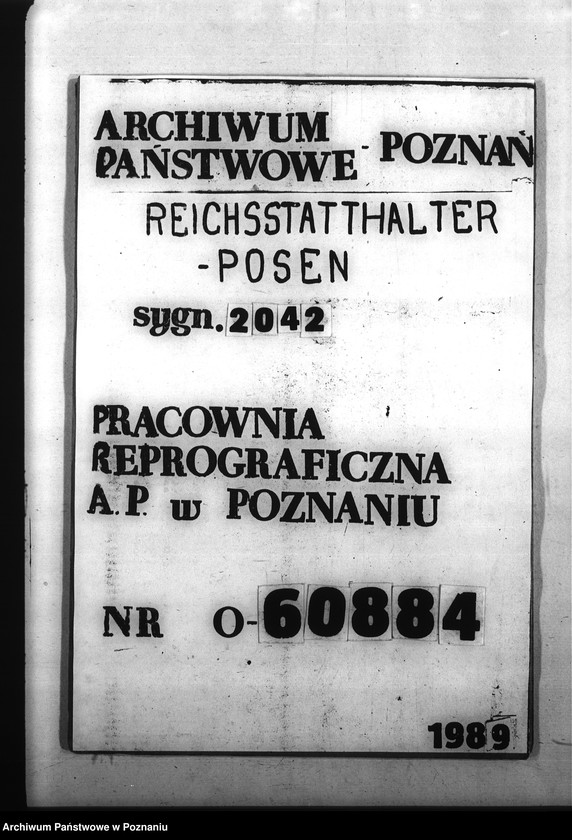 ARCHIWUM
PAŃSTWOWE - POZNAŃ
REICHSSTATTHALTER
-POSEN
sygn. 2042
PRACOWNIA
REPROGRAFICZNA
A.P. w POZNANIU
NR O-60884
1989
Archiwum Państwowe w Poznaniu